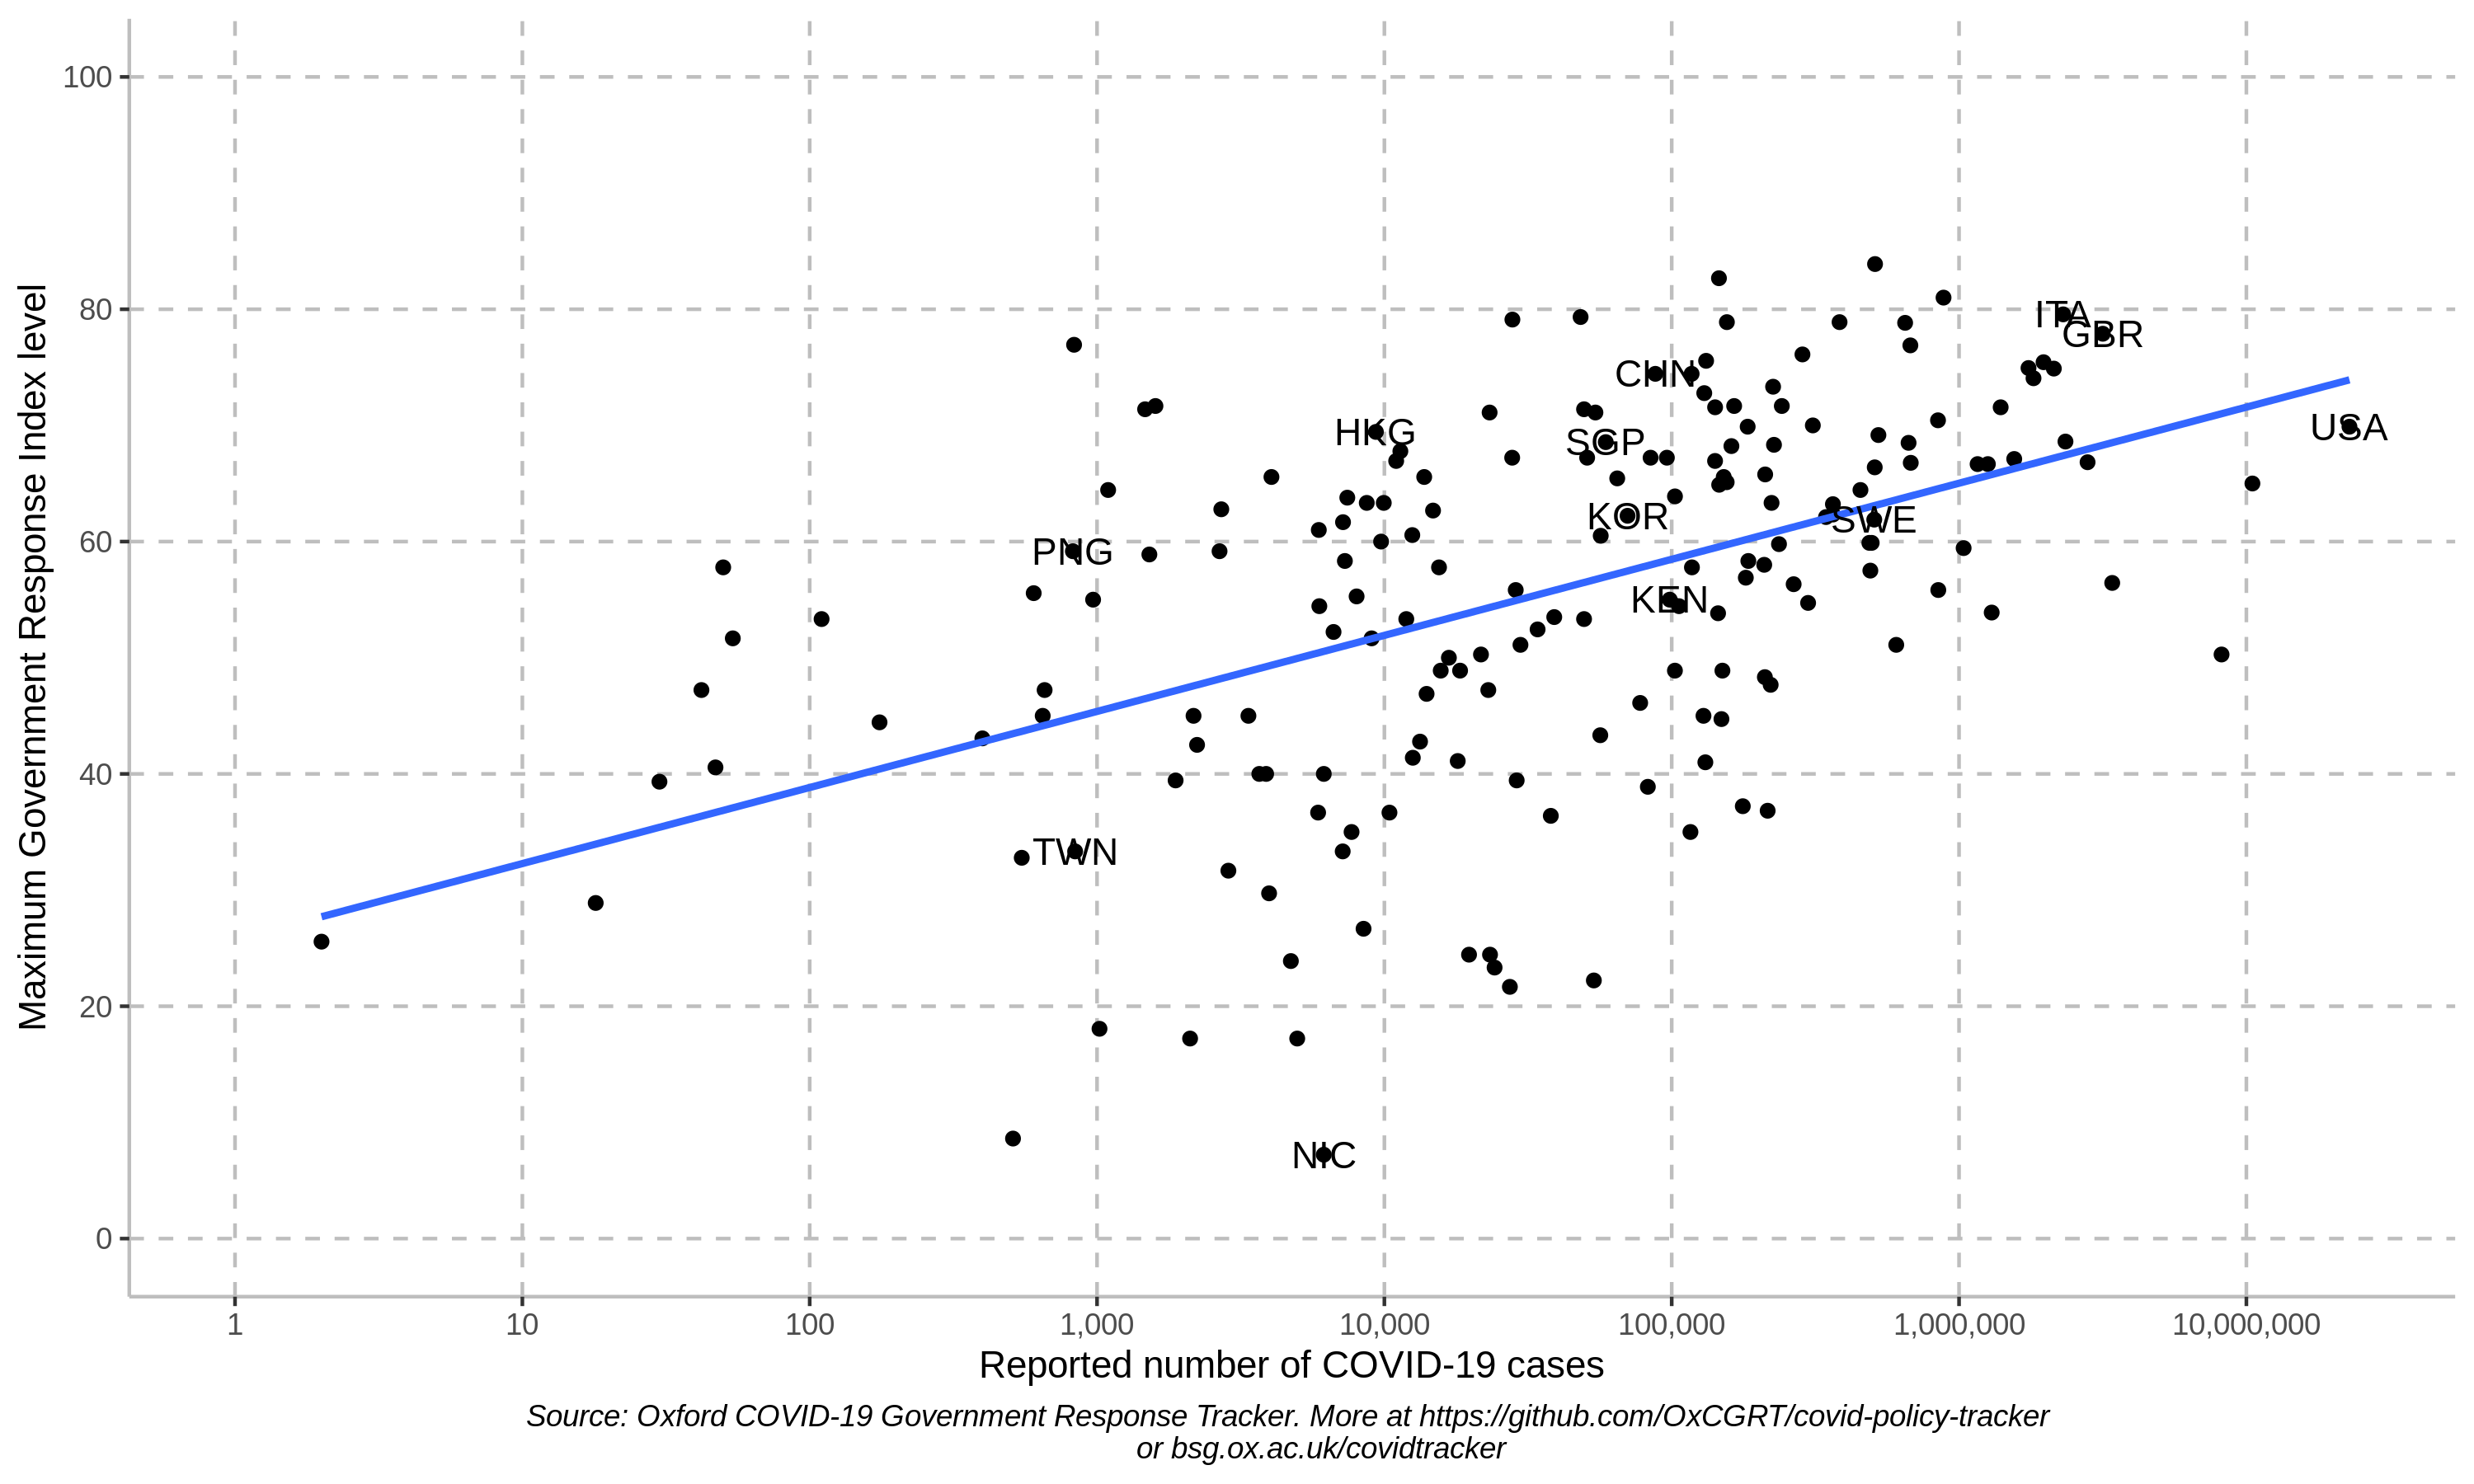 Maximum Government Response Index level
100
80
60
40
20
0
ITA
GBR
CHN
HKG
USA
SGP
KOR
SWE
PNG
KEN
TWN
NIC
1
10
100
1,000
10,000
100,000
1,000,000
10,000,000
Reported number of COVID-19 cases
Source: Oxford COVID-19 Government Response Tracker. More at https://github.com/OxCGRT/covid-policy-tracker
or bsg.ox.ac.uk/covidtracker